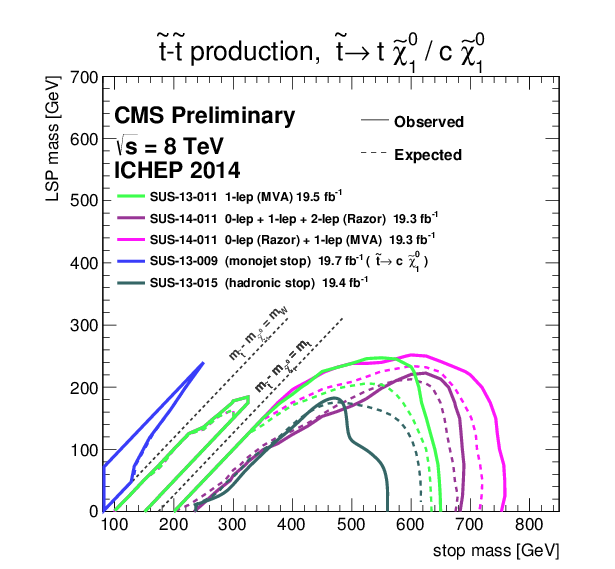 t̃-t̃ production, t̃→ t χ̃⁰₁ / c χ̃⁰₁
LSP mass [GeV]
700
600
500
400
300
200
100
0
CMS Preliminary
√s = 8 TeV
ICHEP 2014
Observed
Expected
SUS-13-011 1-lep (MVA) 19.5 fb⁻¹
SUS-14-011 0-lep + 1-lep + 2-lep (Razor) 19.3 fb⁻¹
SUS-14-011 0-lep (Razor) + 1-lep (MVA) 19.3 fb⁻¹
SUS-13-009 (monojet stop) 19.7 fb⁻¹ ( t̃→ c χ̃⁰₁ )
SUS-13-015 (hadronic stop) 19.4 fb⁻¹
m_t̃ - m_χ̃⁰₁ = m_W
m_t̃ - m_χ̃⁰₁ = m_t
100 200 300 400 500 600 700 800
stop mass [GeV]